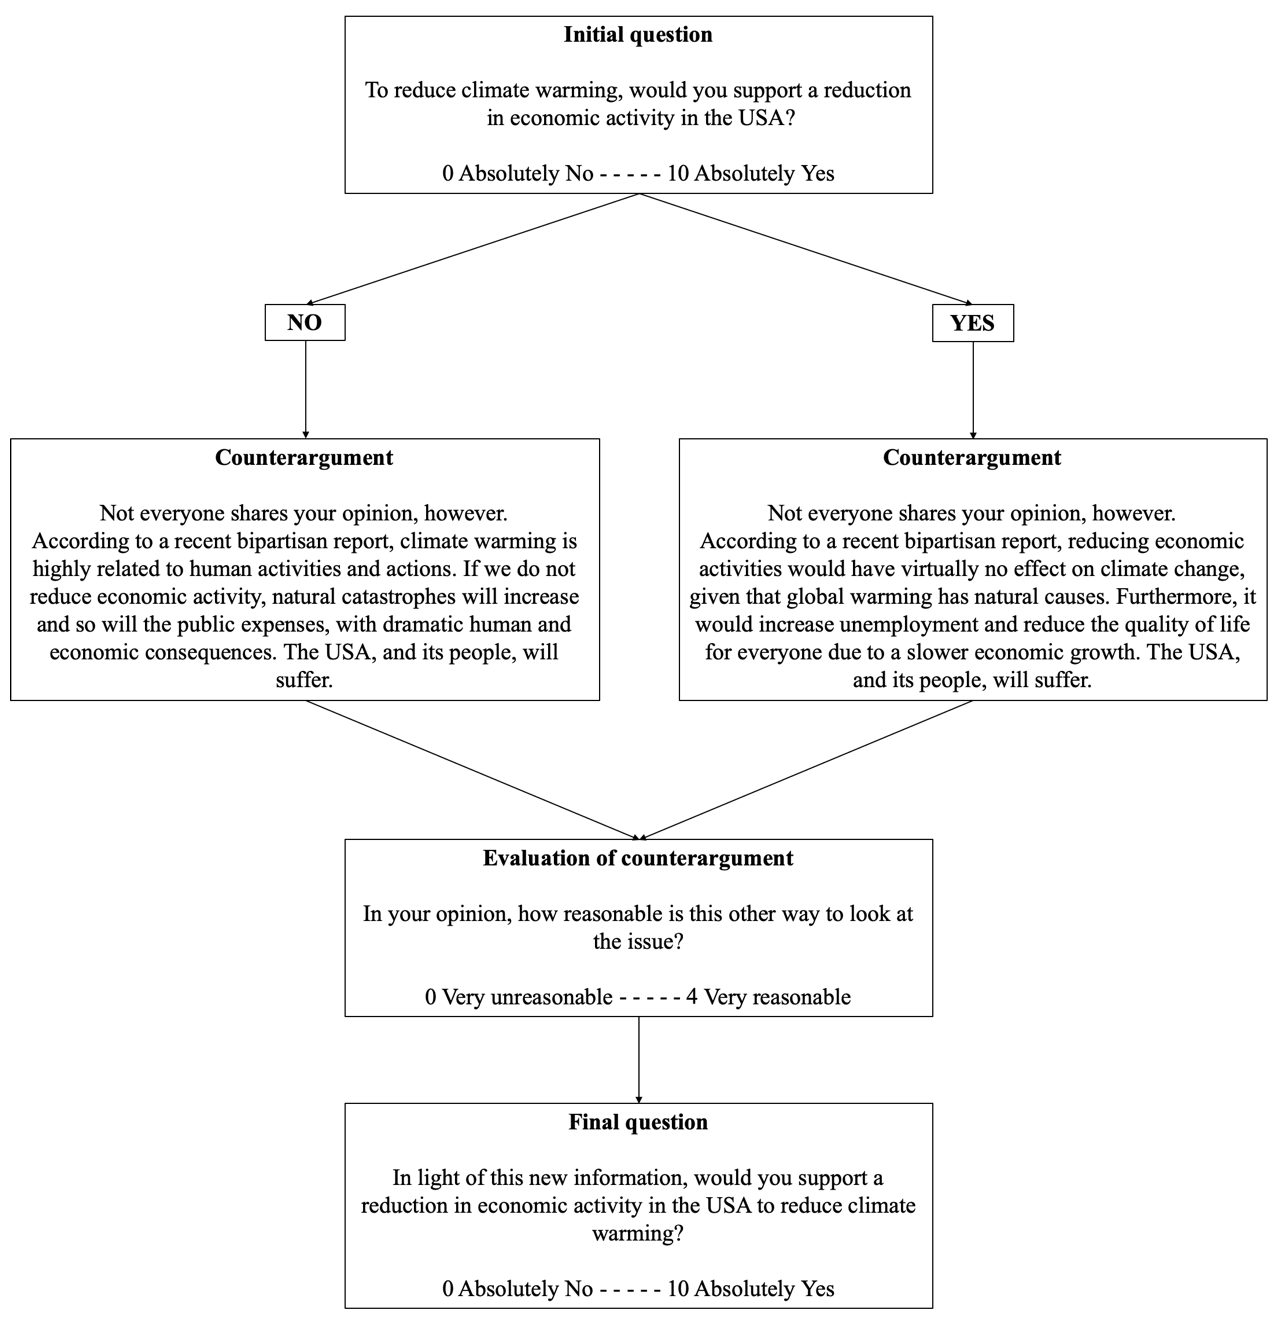 Initial question
To reduce climate warming, would you support a reduction
in economic activity in the USA?
0 Absolutely No - - - - - 10 Absolutely Yes
NO
YES
Counterargument
Not everyone shares your opinion, however.
According to a recent bipartisan report, climate warming is
highly related to human activities and actions. If we do not
reduce economic activity, natural catastrophes will increase
and so will the public expenses, with dramatic human and
economic consequences. The USA, and its people, will
suffer.
Counterargument
Not everyone shares your opinion, however.
According to a recent bipartisan report, reducing economic
activities would have virtually no effect on climate change,
given that global warming has natural causes. Furthermore, it
would increase unemployment and reduce the quality of life
for everyone due to a slower economic growth. The USA,
and its people, will suffer.
Evaluation of counterargument
In your opinion, how reasonable is this other way to look at
the issue?
0 Very unreasonable - - - - - 4 Very reasonable
Final question
In light of this new information, would you support a
reduction in economic activity in the USA to reduce climate
warming?
0 Absolutely No - - - - - 10 Absolutely Yes